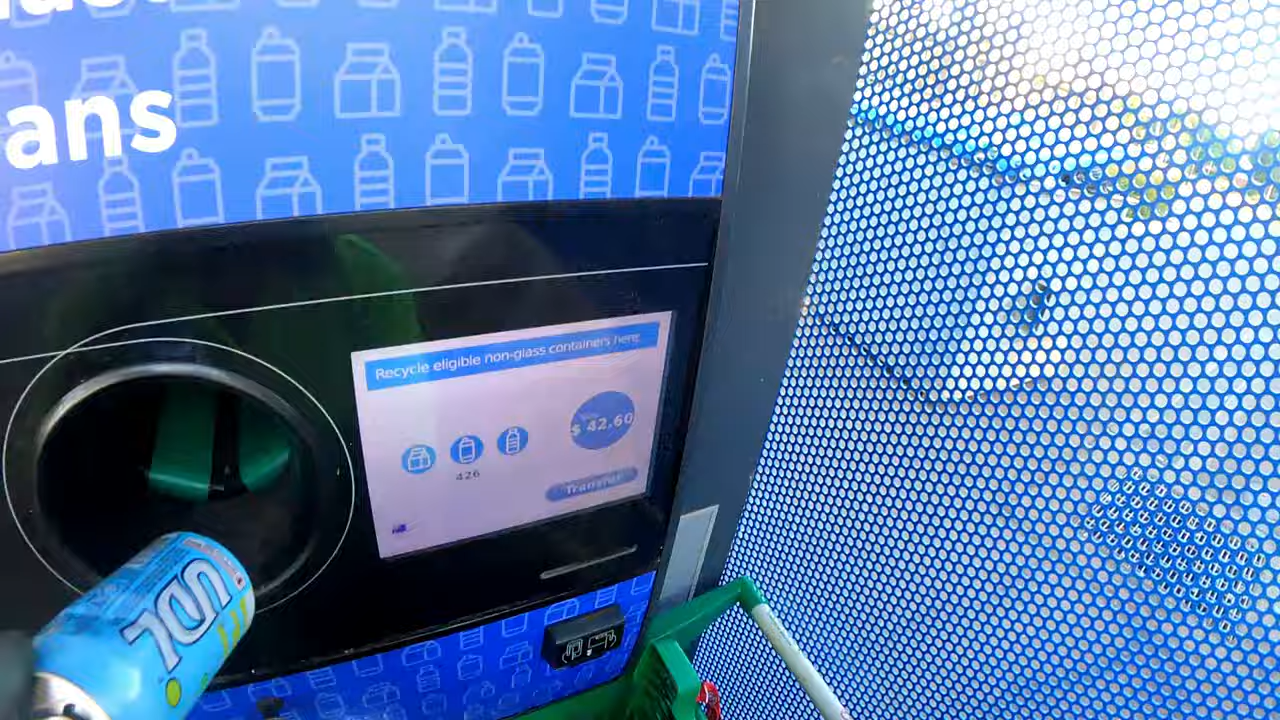 ans
Recycle eligible non-glass containers here
$ 42.60
426
Transfer